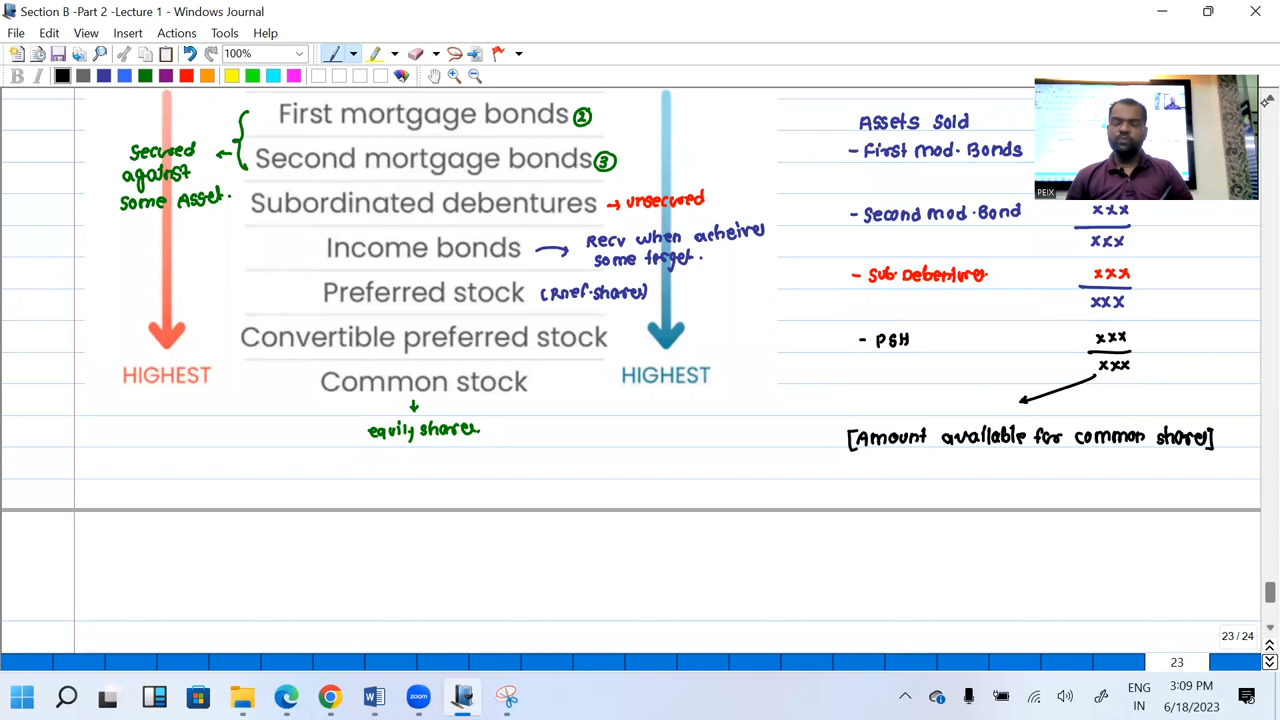 Section B -Part 2 -Lecture 1 - Windows Journal
File Edit View Insert Actions Tools Help
100%
B I
First mortgage bonds ②
Second mortgage bonds ③
Secured
against
Some Asset.
Subordinated debentures → unsecured
Income bonds
Recv when acheives
some target.
Preferred stock (Pref.shares)
Convertible preferred stock
HIGHEST
HIGHEST
Common stock
equity shares
Assets Sold
- First mod. Bonds
- Second mod. Bond xxx
xxx
- Sub. Debentures xxx
xxx
- PSH xxx
xxx
[Amount available for common shares]
PEIX
23 / 24
23
W
zoom
ENG
IN
3:09 PM
6/18/2023